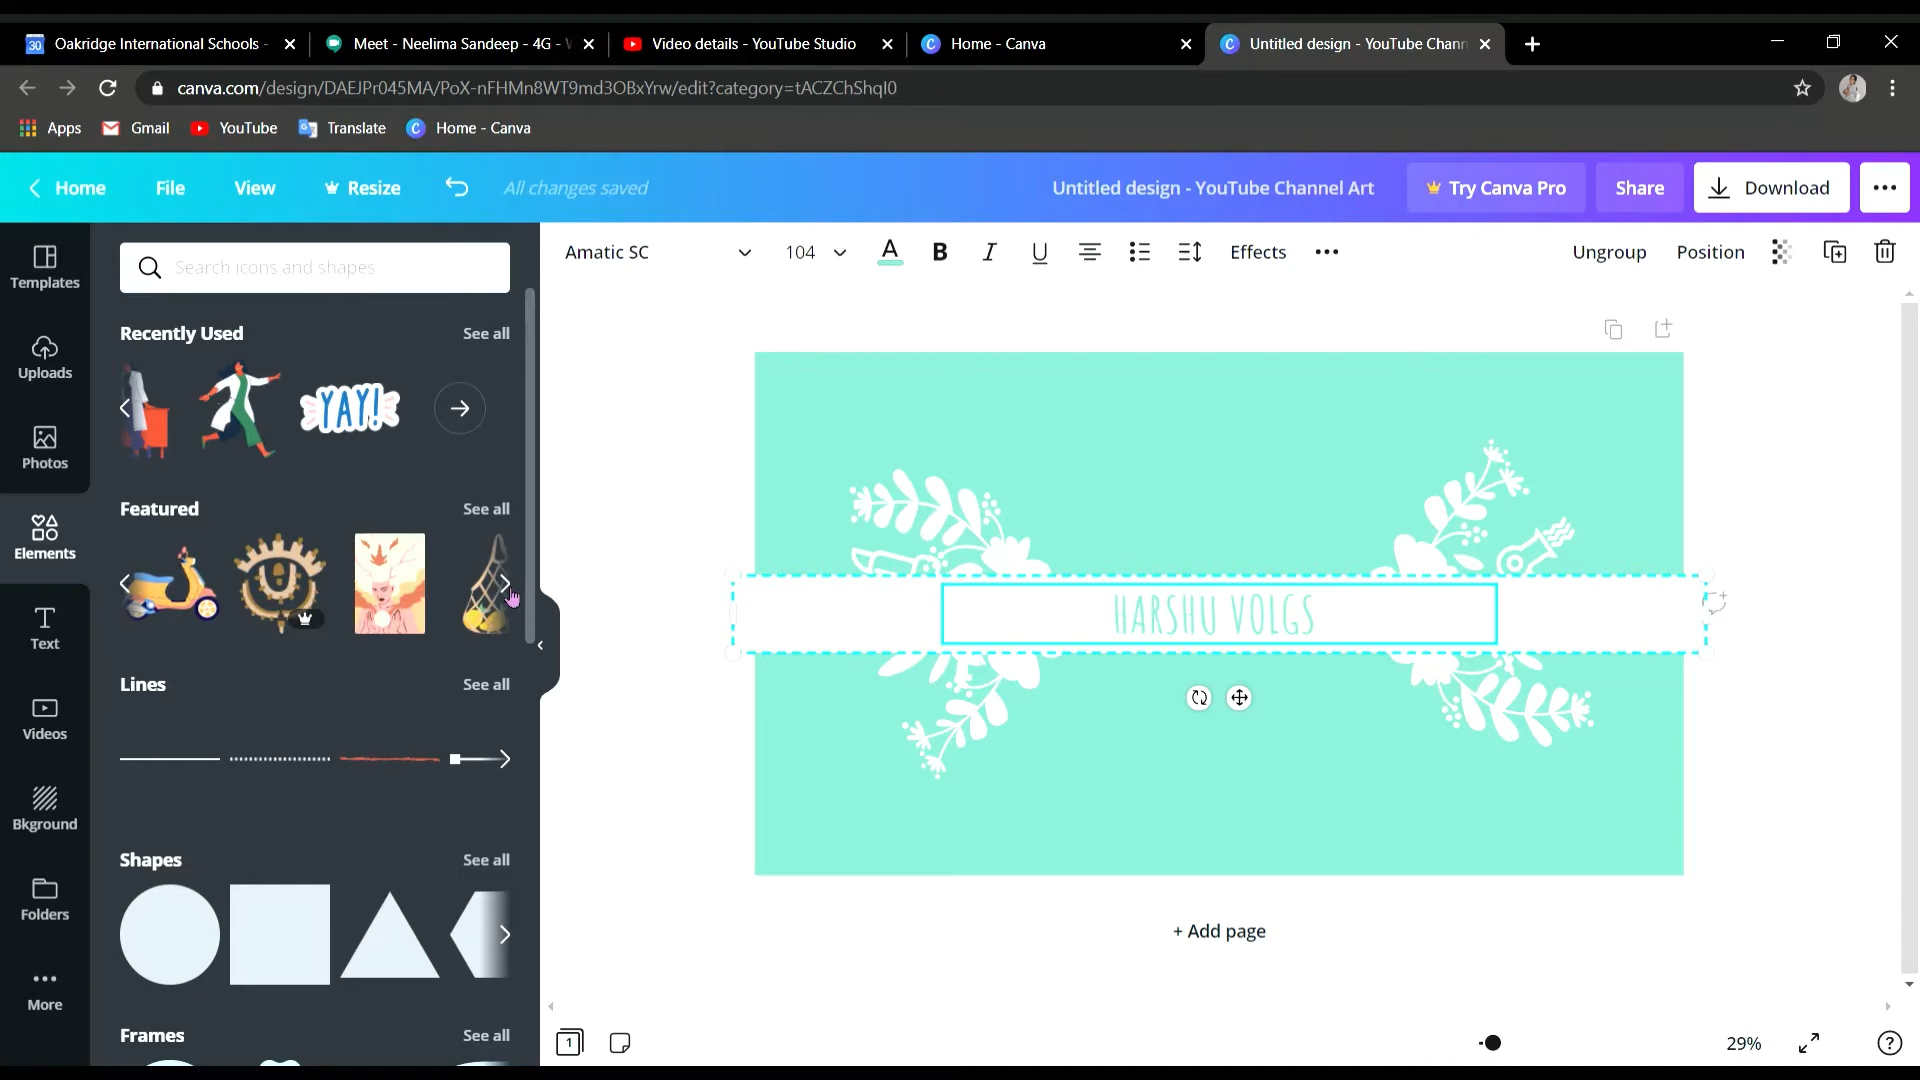 30 Oakridge International Schools -
Meet - Neelima Sandeep - 4G -
Video details - YouTube Studio
Home - Canva
Untitled design - YouTube Chann
canva.com/design/DAEJPr045MA/PoX-nFHMn8WT9md3OBxYrw/edit?category=tACZChShqI0
Apps Gmail YouTube Translate Home - Canva
Home File View Resize All changes saved Untitled design - YouTube Channel Art Try Canva Pro Share Download
Templates
Uploads
Photos
Elements
Text
Videos
Bkground
Folders
More
Search icons and shapes
Recently Used See all
YAY!
Featured See all
Lines See all
Shapes See all
Frames See all
Amatic SC 104 A B I U Effects Ungroup Position
HARSHU VOLGS
+ Add page
1 29% ?